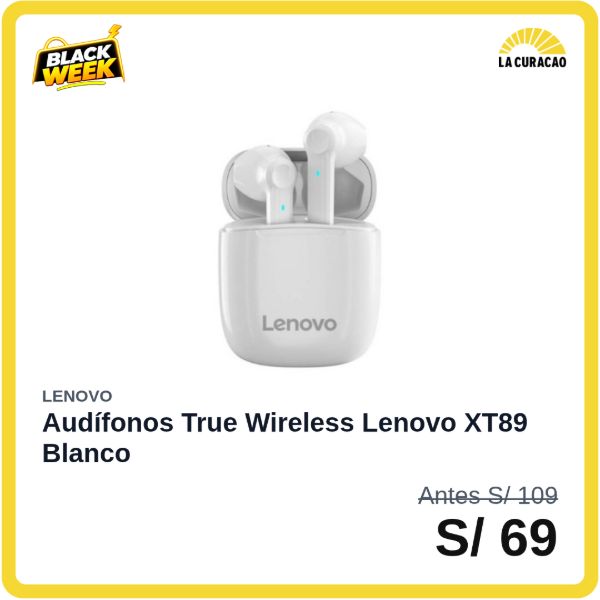 BLACK
WEEK
LA CURACAO
Lenovo
LENOVO
Audífonos True Wireless Lenovo XT89
Blanco
Antes S/ 109
S/ 69